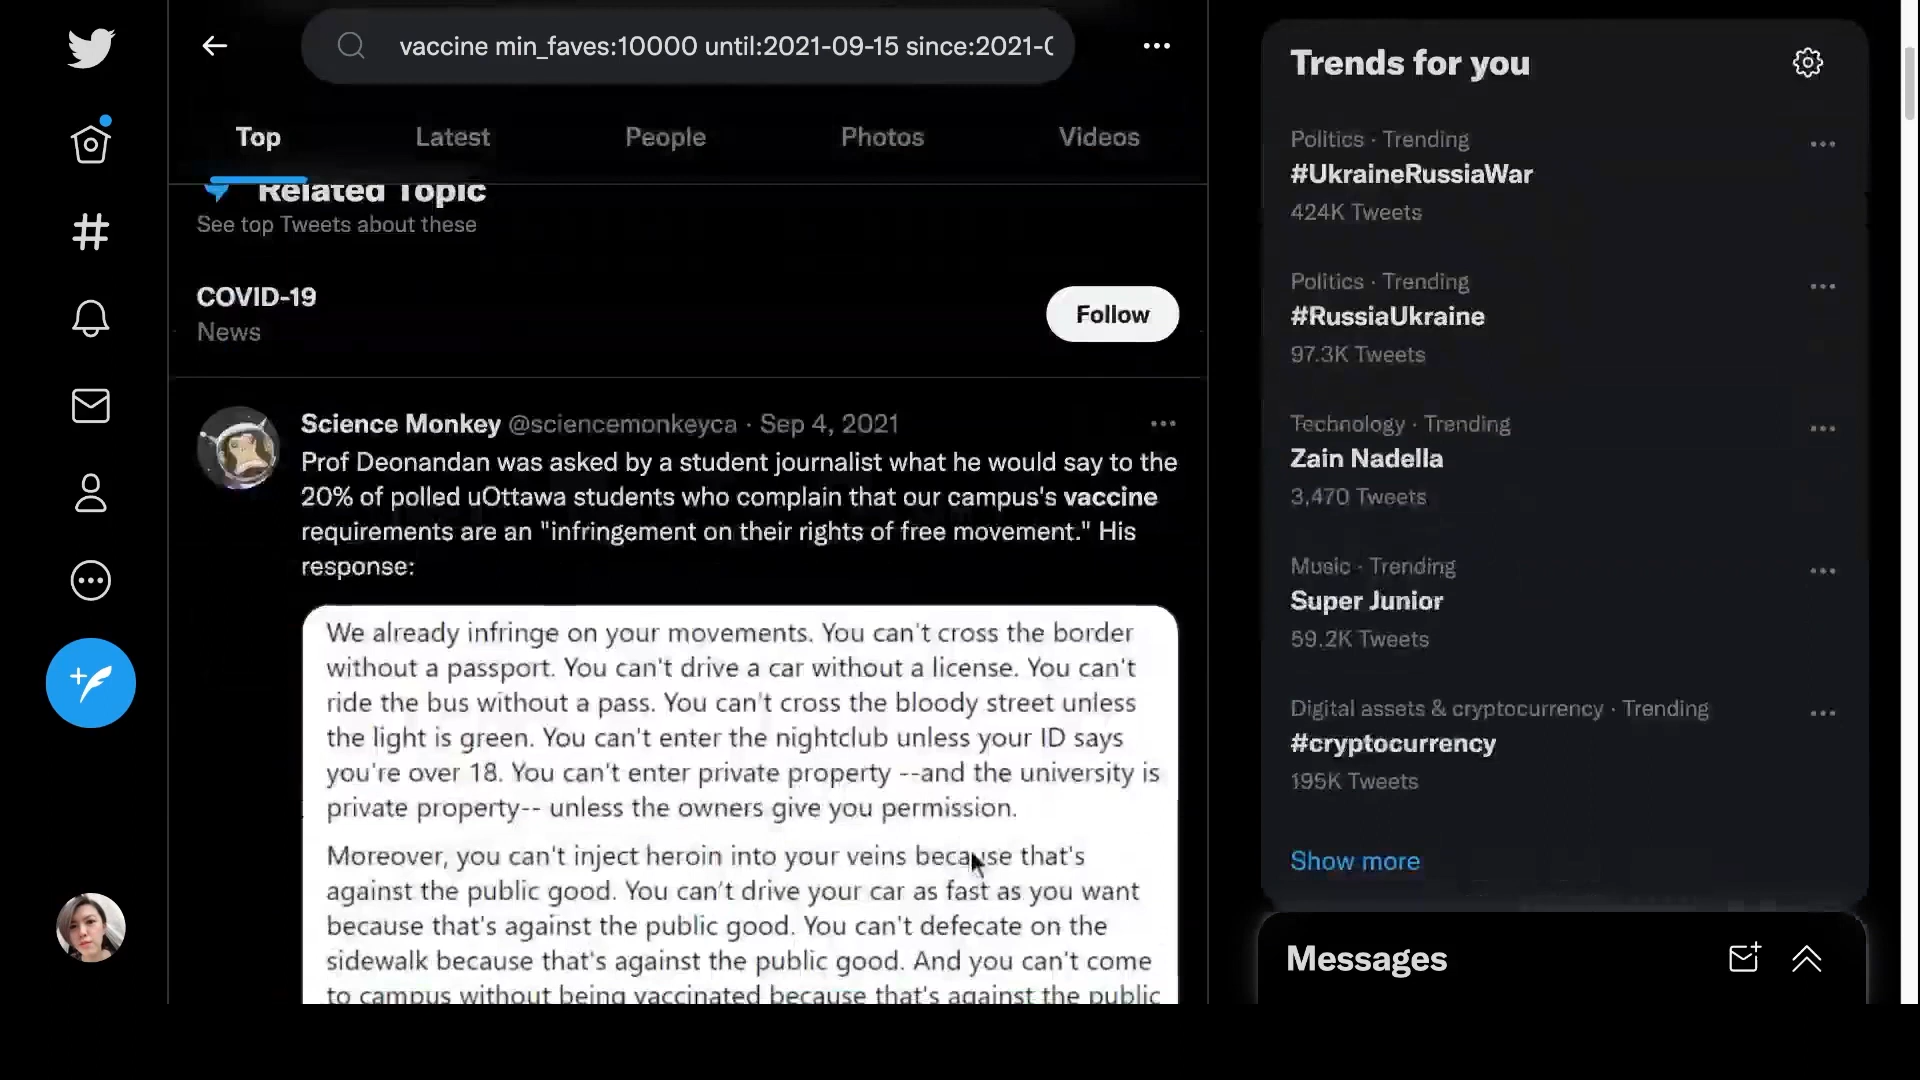 vaccine min_faves:10000 until:2021-09-15 since:2021-0
Top
Latest
People
Photos
Videos
Related Topic
See top Tweets about these
COVID-19
News
Follow
Science Monkey @sciencemonkeyca · Sep 4, 2021
Prof Deonandan was asked by a student journalist what he would say to the
20% of polled uOttawa students who complain that our campus's vaccine
requirements are an "infringement on their rights of free movement." His
response:
We already infringe on your movements. You can't cross the border
without a passport. You can't drive a car without a license. You can't
ride the bus without a pass. You can't cross the bloody street unless
the light is green. You can't enter the nightclub unless your ID says
you're over 18. You can't enter private property --and the university is
private property-- unless the owners give you permission.
Moreover, you can't inject heroin into your veins because that's
against the public good. You can't drive your car as fast as you want
because that's against the public good. You can't defecate on the
sidewalk because that's against the public good. And you can't come
to campus without being vaccinated because that's against the public
Trends for you
Politics · Trending
#UkraineRussiaWar
424K Tweets
Politics · Trending
#RussiaUkraine
97.3K Tweets
Technology · Trending
Zain Nadella
3,470 Tweets
Music · Trending
Super Junior
59.2K Tweets
Digital assets & cryptocurrency · Trending
#cryptocurrency
195K Tweets
Show more
Messages